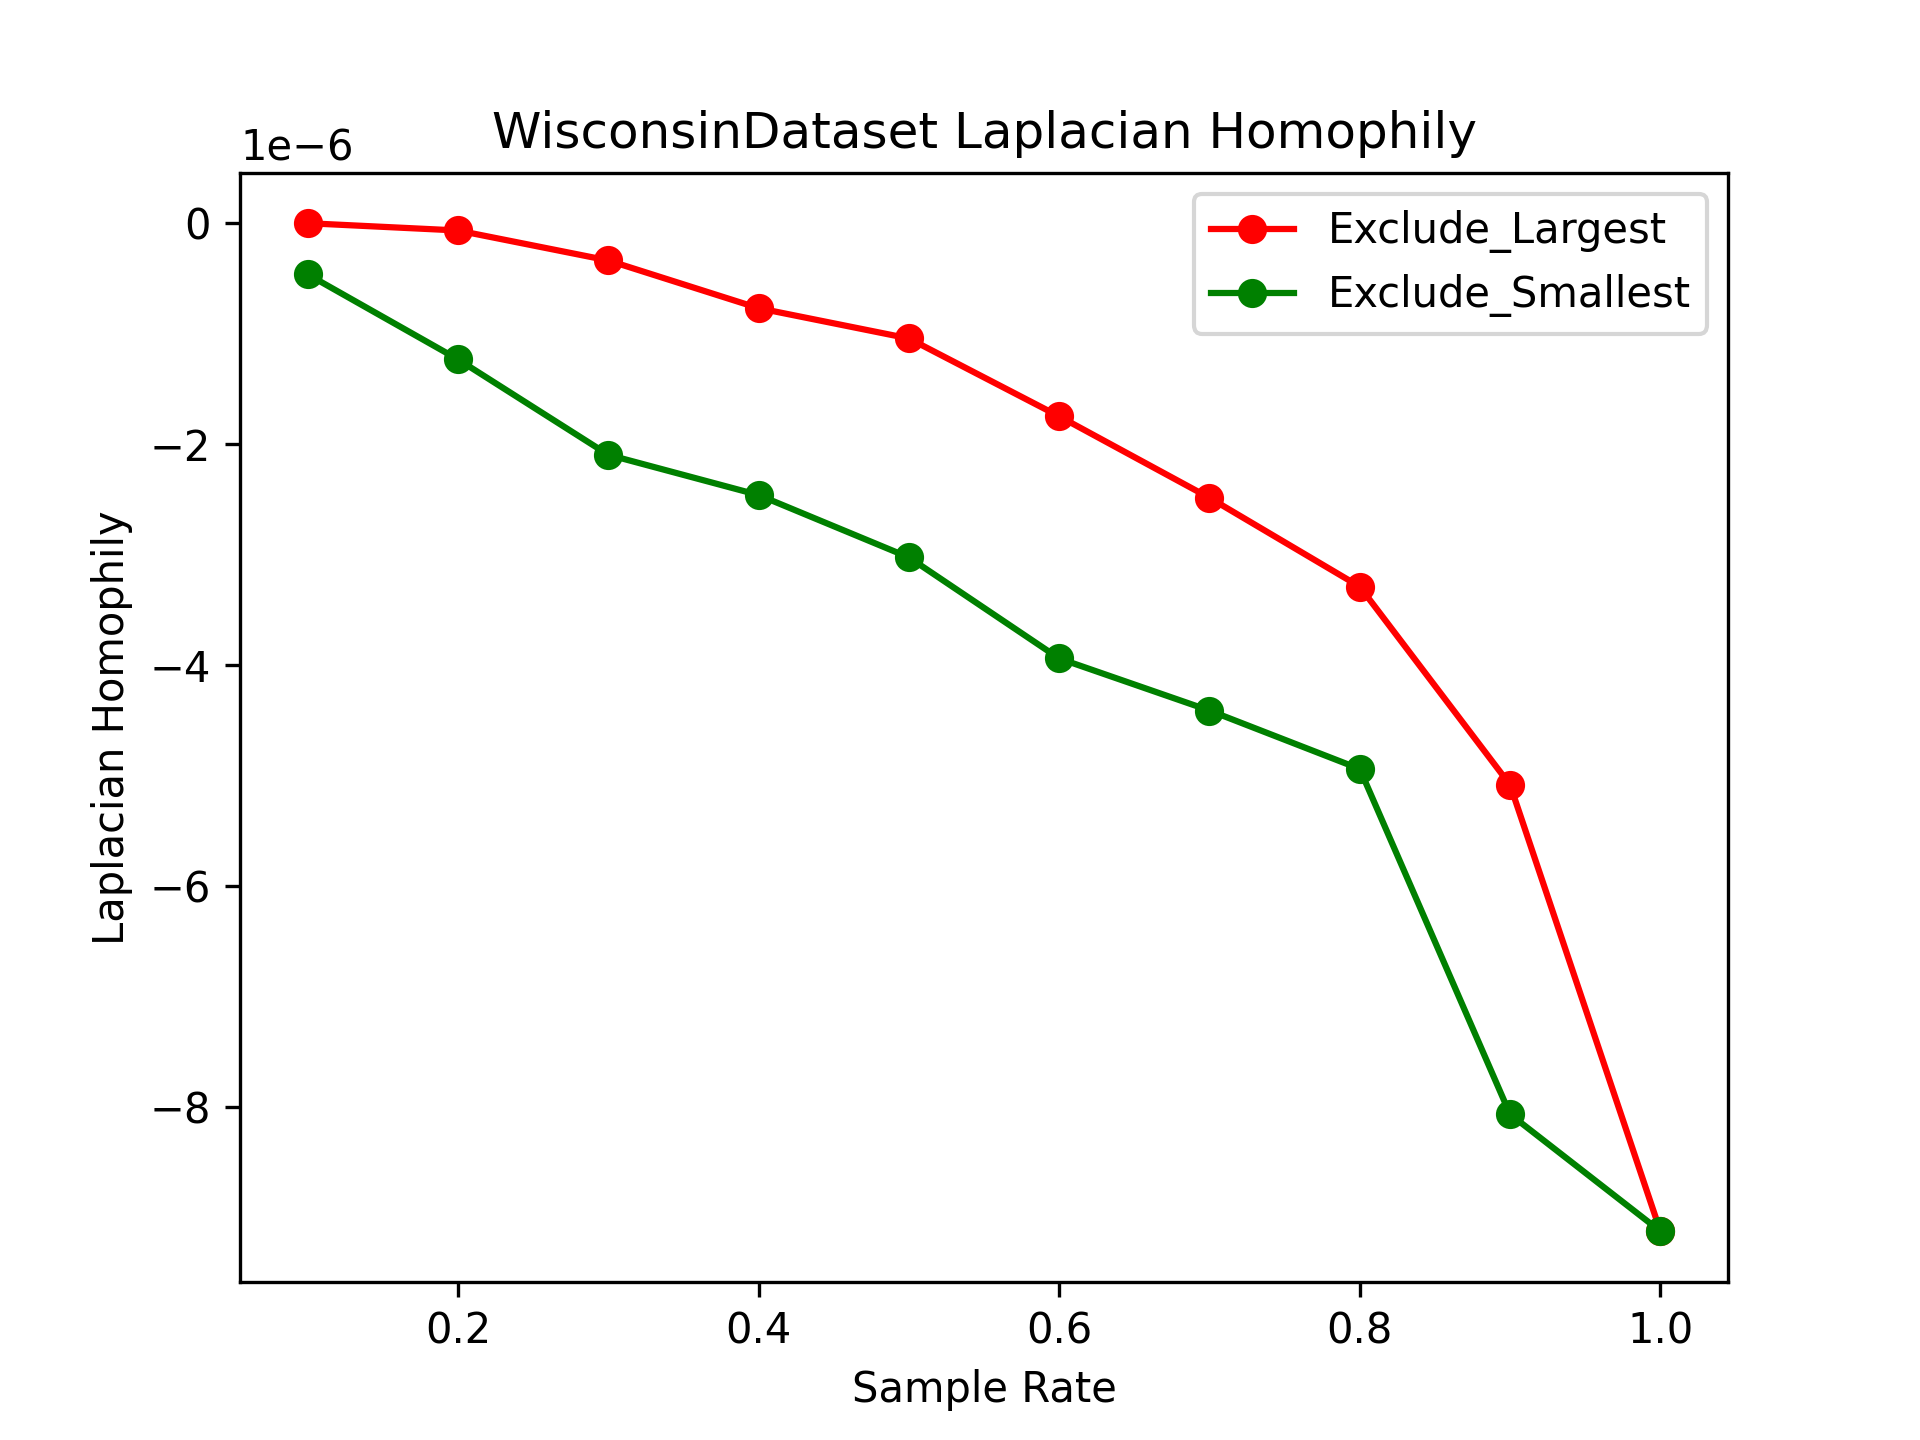 WisconsinDataset Laplacian Homophily
1e−6
0
−2
−4
−6
−8
Laplacian Homophily
Exclude_Largest
Exclude_Smallest
0.2 0.4 0.6 0.8 1.0
Sample Rate